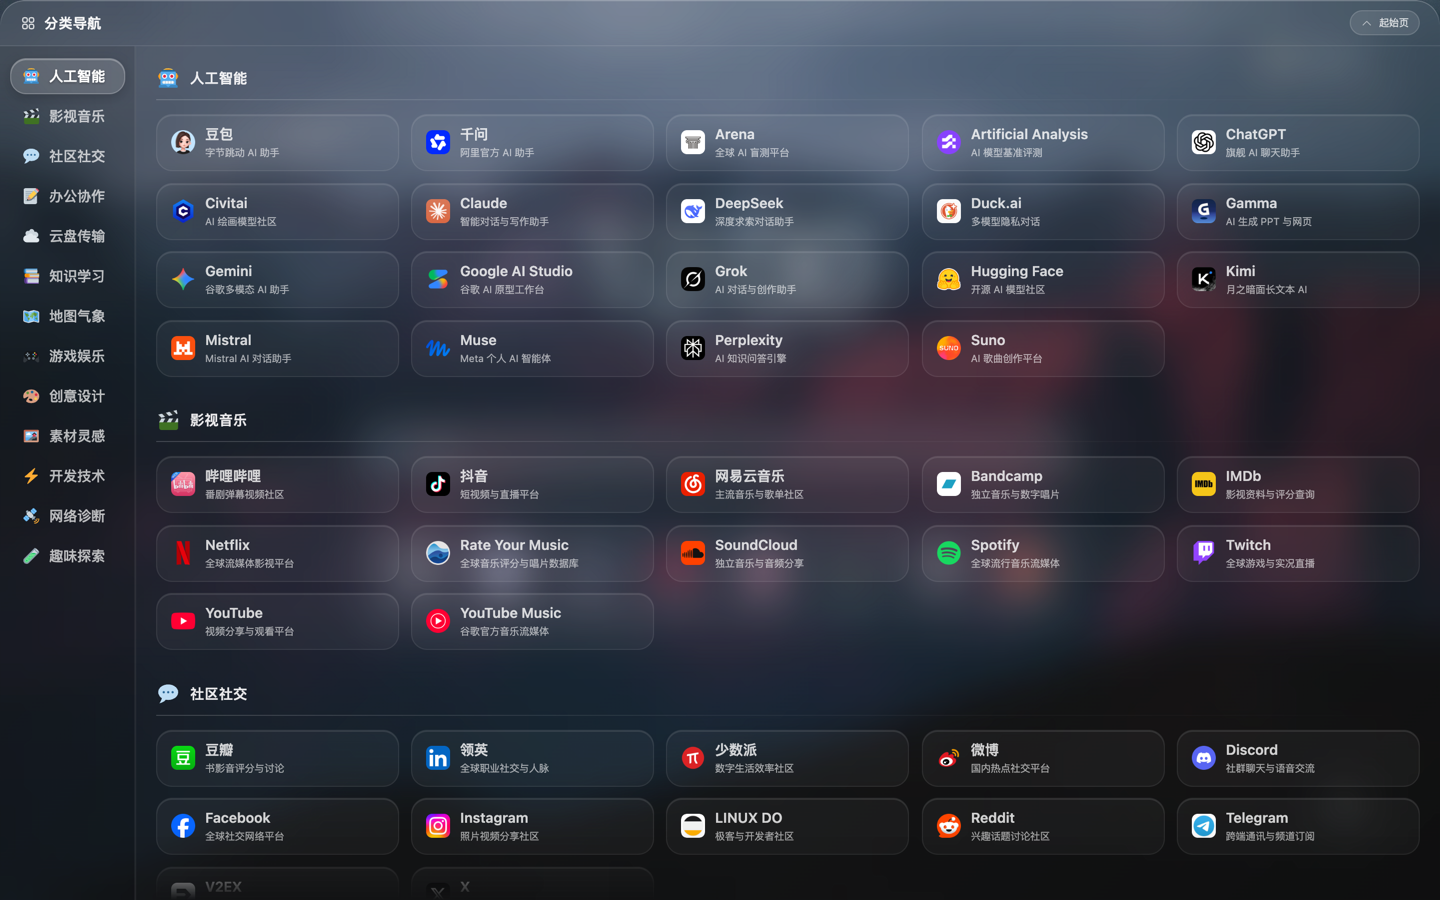 分类导航
起始页
人工智能
影视音乐
社区社交
办公协作
云盘传输
知识学习
地图气象
游戏娱乐
创意设计
素材灵感
开发技术
网络诊断
趣味探索
人工智能
豆包
字节跳动 AI 助手
千问
阿里官方 AI 助手
Arena
全球 AI 盲测平台
Artificial Analysis
AI 模型基准评测
ChatGPT
旗舰 AI 聊天助手
Civitai
AI 绘画模型社区
Claude
智能对话与写作助手
DeepSeek
深度求索对话助手
Duck.ai
多模型隐私对话
Gamma
AI 生成 PPT 与网页
Gemini
谷歌多模态 AI 助手
Google AI Studio
谷歌 AI 原型工作台
Grok
AI 对话与创作助手
Hugging Face
开源 AI 模型社区
Kimi
月之暗面长文本 AI
Mistral
Mistral AI 对话助手
Muse
Meta 个人 AI 智能体
Perplexity
AI 知识问答引擎
SUNO
Suno
AI 歌曲创作平台
影视音乐
哔哩哔哩
番剧弹幕视频社区
抖音
短视频与直播平台
网易云音乐
主流音乐与歌单社区
Bandcamp
独立音乐与数字唱片
IMDb
IMDb
影视资料与评分查询
Netflix
全球流媒体影视平台
Rate Your Music
全球音乐评分与唱片数据库
SoundCloud
独立音乐与音频分享
Spotify
全球流行音乐流媒体
Twitch
全球游戏与实况直播
YouTube
视频分享与观看平台
YouTube Music
谷歌官方音乐流媒体
社区社交
豆
豆瓣
书影音评分与讨论
in
领英
全球职业社交与人脉
π
少数派
数字生活效率社区
微博
国内热点社交平台
Discord
社群聊天与语音交流
Facebook
全球社交网络平台
Instagram
照片视频分享社区
LINUX DO
极客与开发者社区
Reddit
兴趣话题讨论社区
Telegram
跨端通讯与频道订阅
V2EX
X